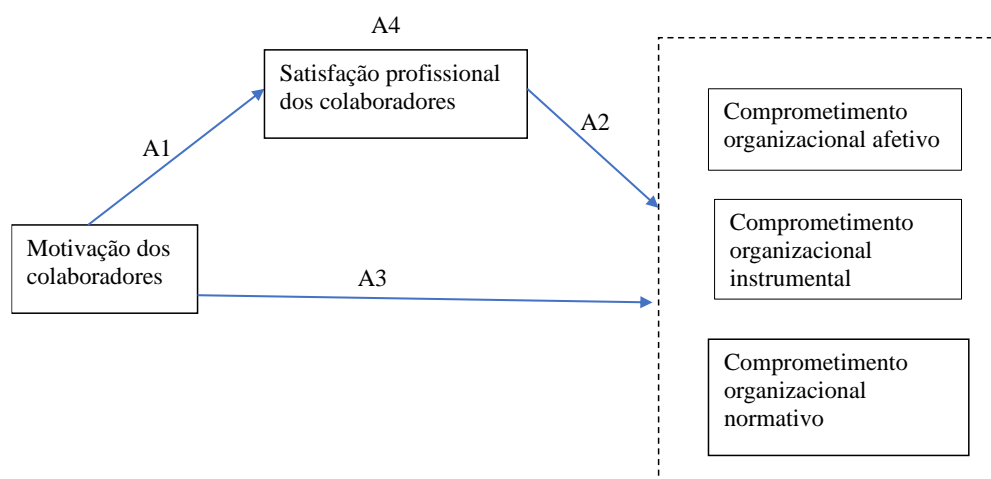 A4
Satisfação profissional
dos colaboradores
A1
A2
Motivação dos
colaboradores
A3
Comprometimento
organizacional afetivo
Comprometimento
organizacional
instrumental
Comprometimento
organizacional
normativo